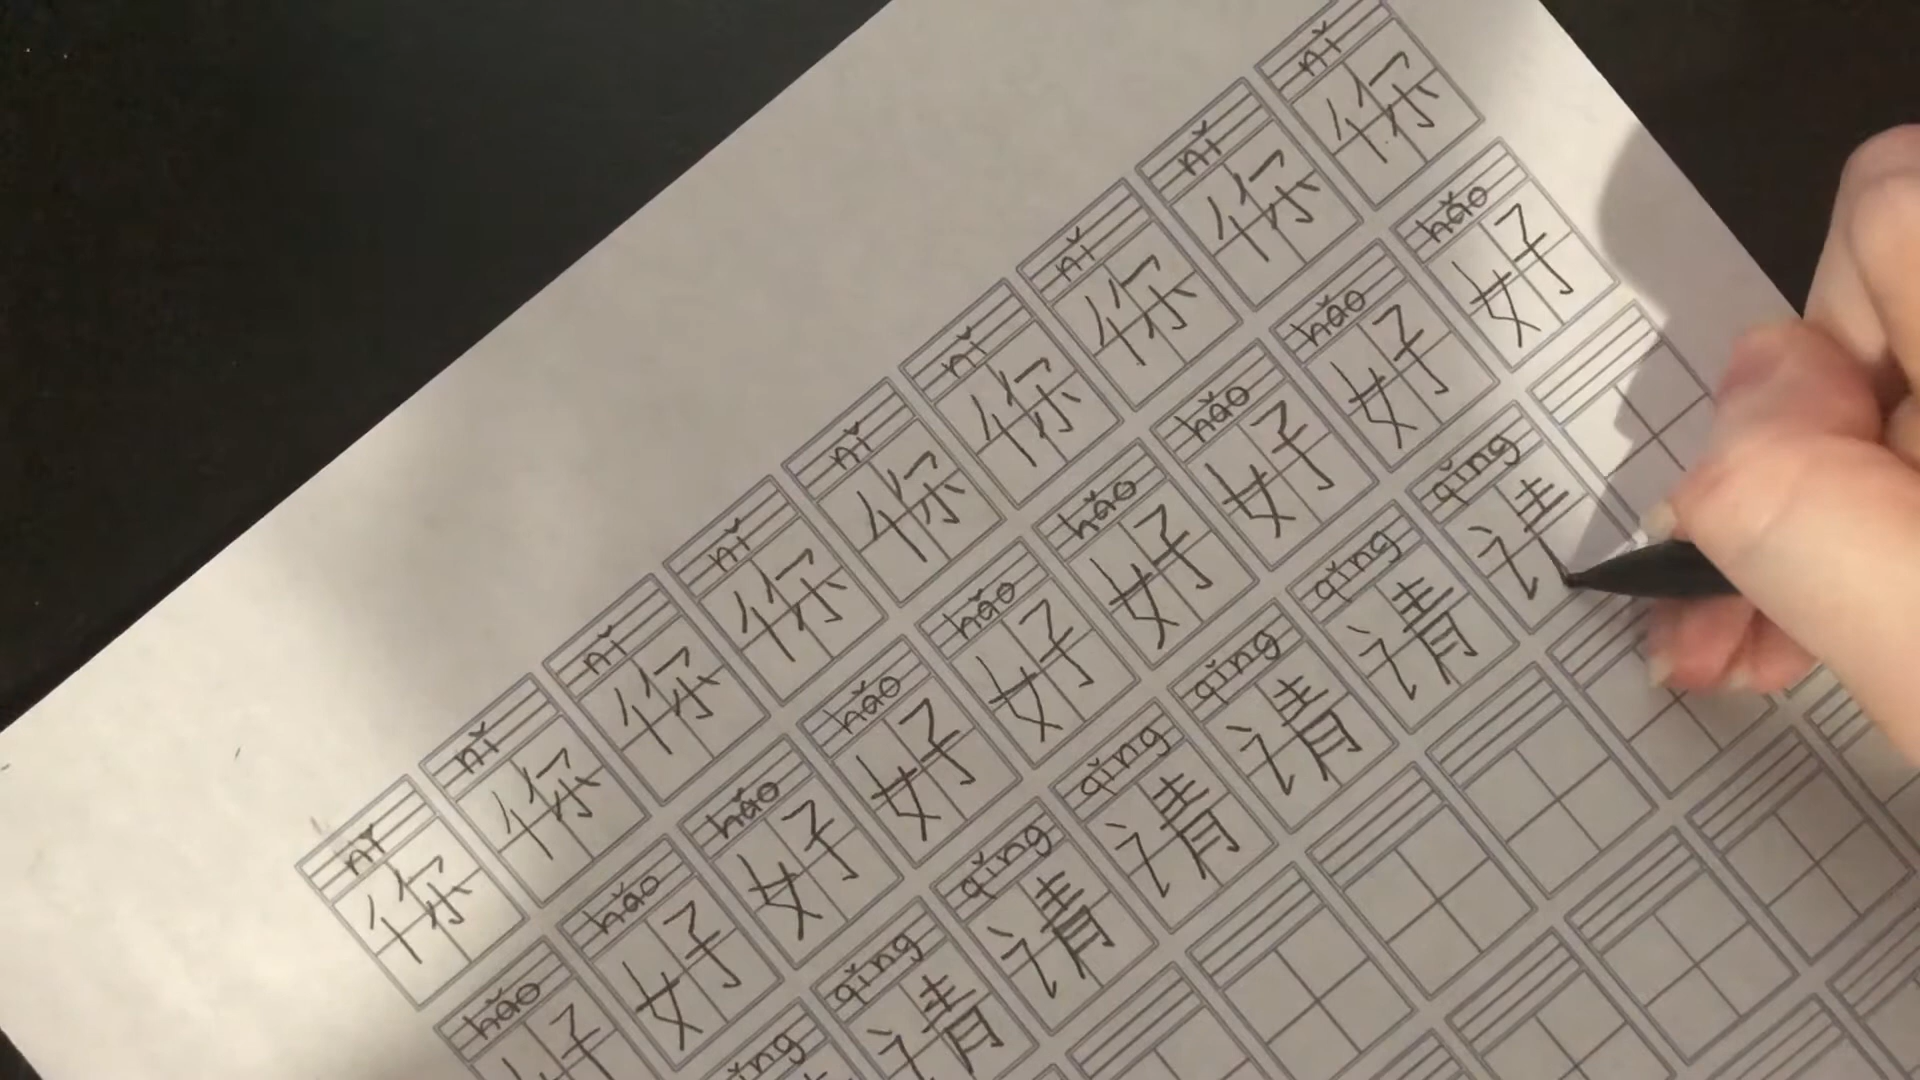 nǐ nǐ nǐ nǐ nǐ nǐ nǐ nǐ nǐ
你 你 你 你 你 你 你 你 你
hǎo hǎo hǎo hǎo hǎo hǎo hǎo hǎo hǎo
好 好 好 好 好 好 好 好 好
qǐng qǐng qǐng qǐng qǐng qǐng
请 请 请 请 请